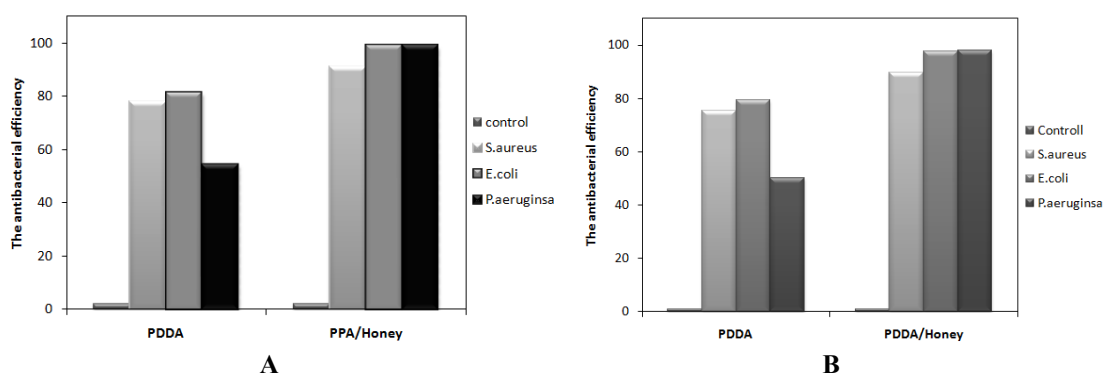 The antibacterial efficiency
100
80
60
40
20
0
PDDA
PPA/Honey
control
S.aureus
E.coli
P.aeruginsa
A
The antibacterial efficiency
100
80
60
40
20
0
PDDA
PDDA/Honey
Controll
S.aureus
E.coli
P.aeruginsa
B